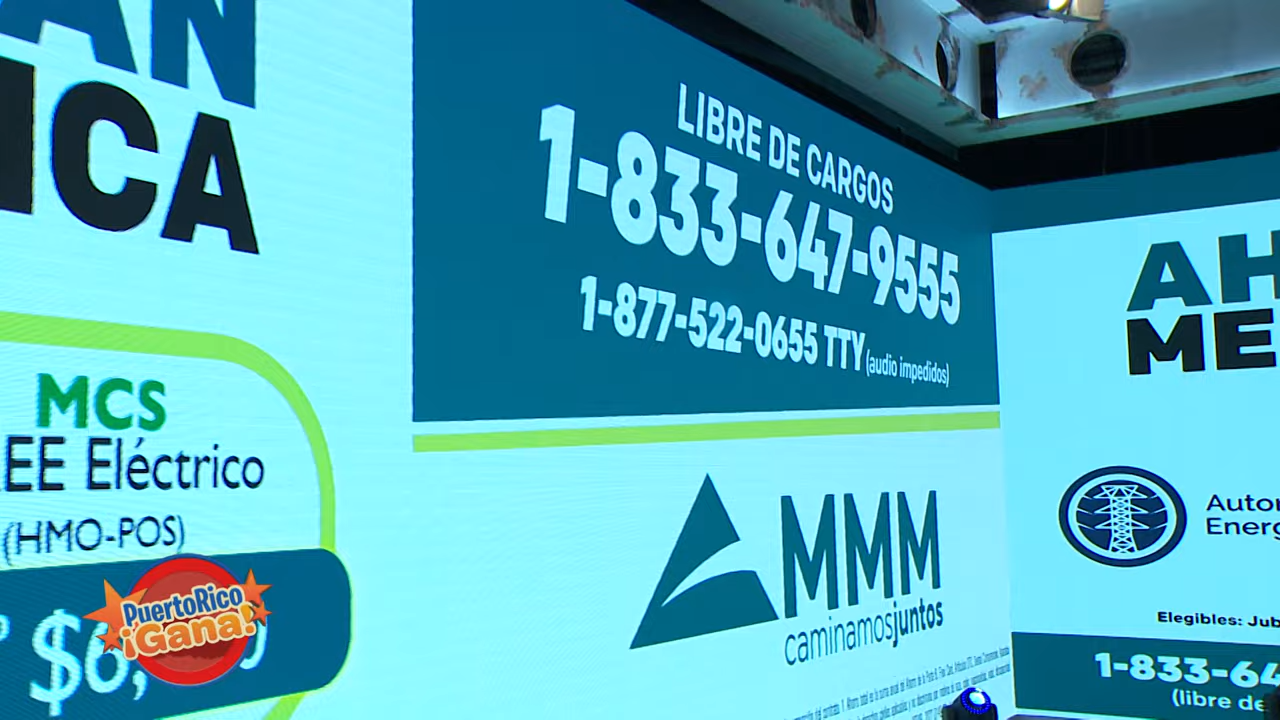 AN
ICA
MCS
EE Eléctrico
(HMO-POS)
$6,
PuertoRico
¡Gana!
LIBRE DE CARGOS
1-833-647-9555
1-877-522-0655 TTY (audio impedidos)
MMM
caminamosjuntos
AH
ME
Autor
Energ
Elegibles: Jub
1-833-64
(libre de